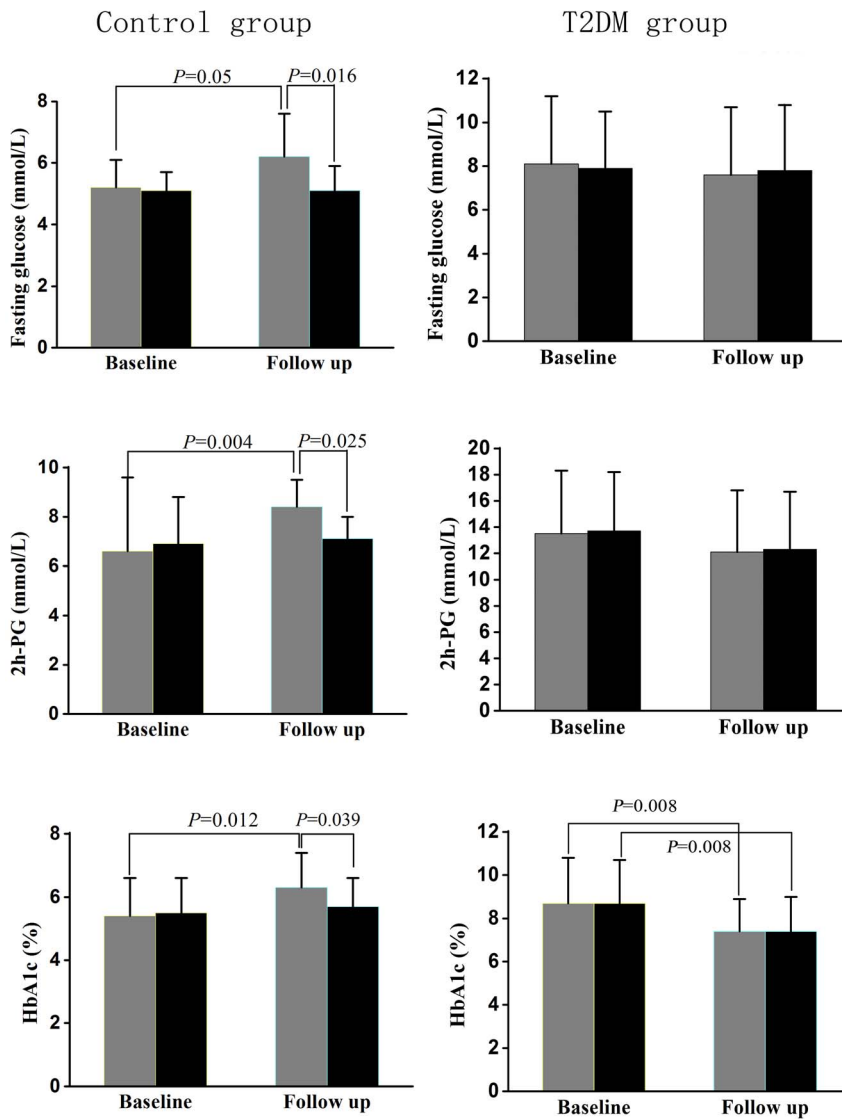 Control group
T2DM group
P=0.05
P=0.016
8
6
4
2
0
Fasting glucose (mmol/L)
Baseline
Follow up
12
10
8
6
4
2
0
Fasting glucose (mmol/L)
Baseline
Follow up
P=0.004
P=0.025
10
8
6
4
2
0
2h-PG (mmol/L)
Baseline
Follow up
20
18
16
14
12
10
8
6
4
2
0
2h-PG (mmol/L)
Baseline
Follow up
P=0.012
P=0.039
8
6
4
2
0
HbA1c (%)
Baseline
Follow up
P=0.008
P=0.008
12
10
8
6
4
2
0
HbA1c (%)
Baseline
Follow up